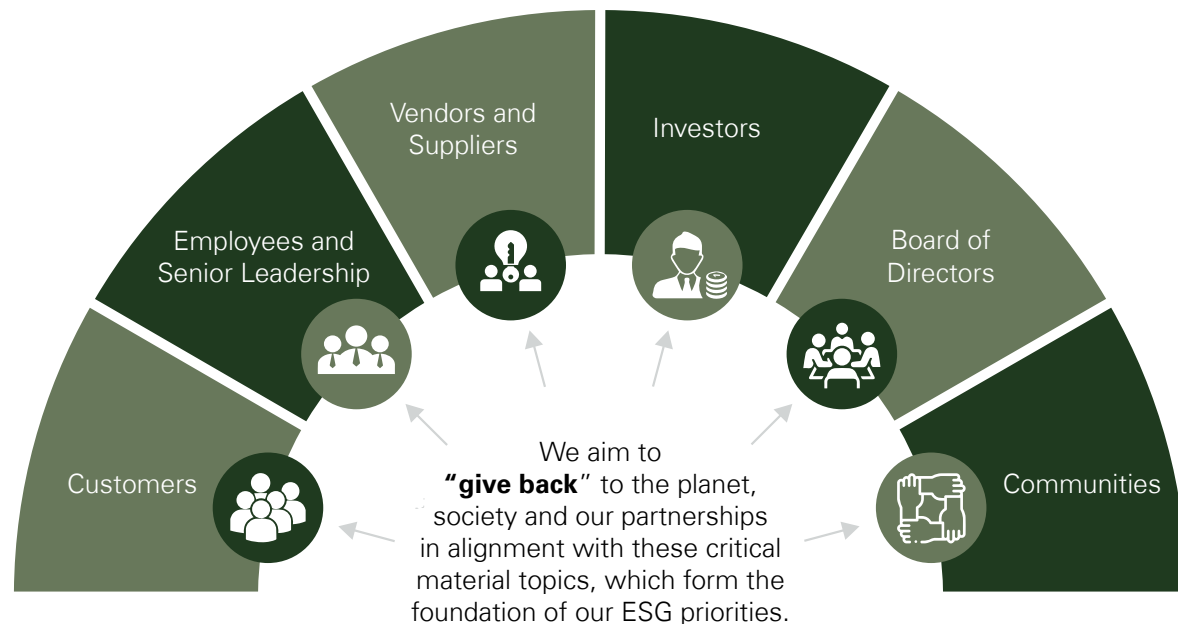 Vendors and
Suppliers
Investors
Employees and
Senior Leadership
Board of
Directors
Customers
Communities
We aim to
“give back” to the planet,
society and our partnerships
in alignment with these critical
material topics, which form the
foundation of our ESG priorities.